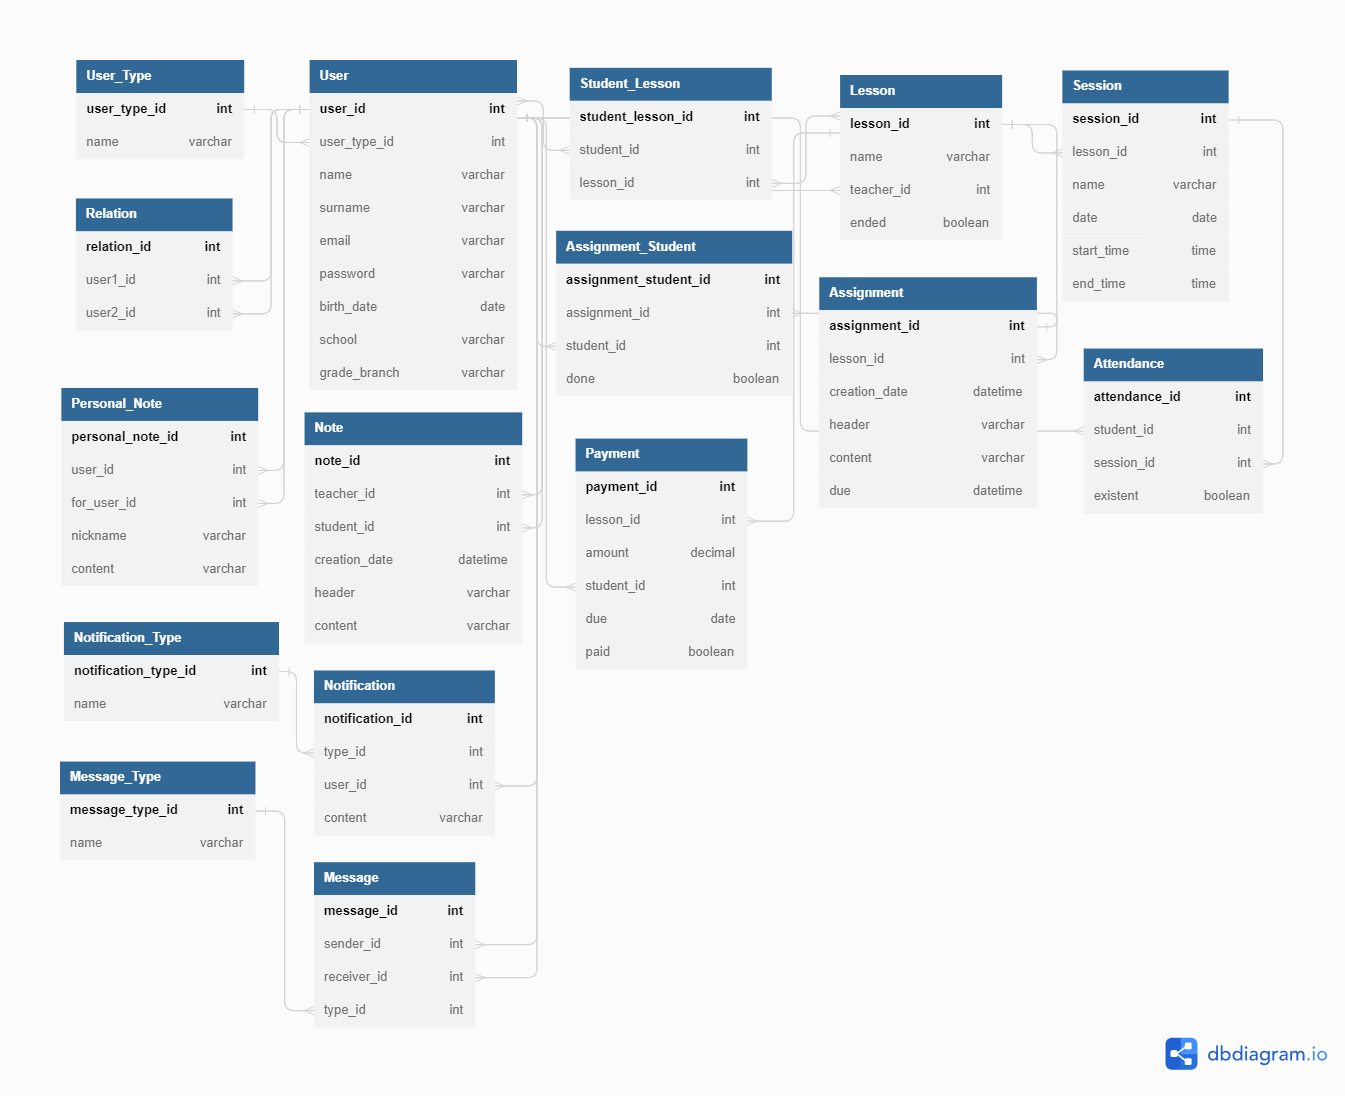 User_Type
user_type_id int
name varchar
Relation
relation_id int
user1_id int
user2_id int
Personal_Note
personal_note_id int
user_id int
for_user_id int
nickname varchar
content varchar
Notification_Type
notification_type_id int
name varchar
Message_Type
message_type_id int
name varchar
User
user_id int
user_type_id int
name varchar
surname varchar
email varchar
password varchar
birth_date date
school varchar
grade_branch varchar
Note
note_id int
teacher_id int
student_id int
creation_date datetime
header varchar
content varchar
Notification
notification_id int
type_id int
user_id int
content varchar
Message
message_id int
sender_id int
receiver_id int
type_id int
Student_Lesson
student_lesson_id int
student_id int
lesson_id int
Assignment_Student
assignment_student_id int
assignment_id int
student_id int
done boolean
Payment
payment_id int
lesson_id int
amount decimal
student_id int
due date
paid boolean
Lesson
lesson_id int
name varchar
teacher_id int
ended boolean
Assignment
assignment_id int
lesson_id int
creation_date datetime
header varchar
content varchar
due datetime
Session
session_id int
lesson_id int
name varchar
date date
start_time time
end_time time
Attendance
attendance_id int
student_id int
session_id int
existent boolean
dbdiagram.io